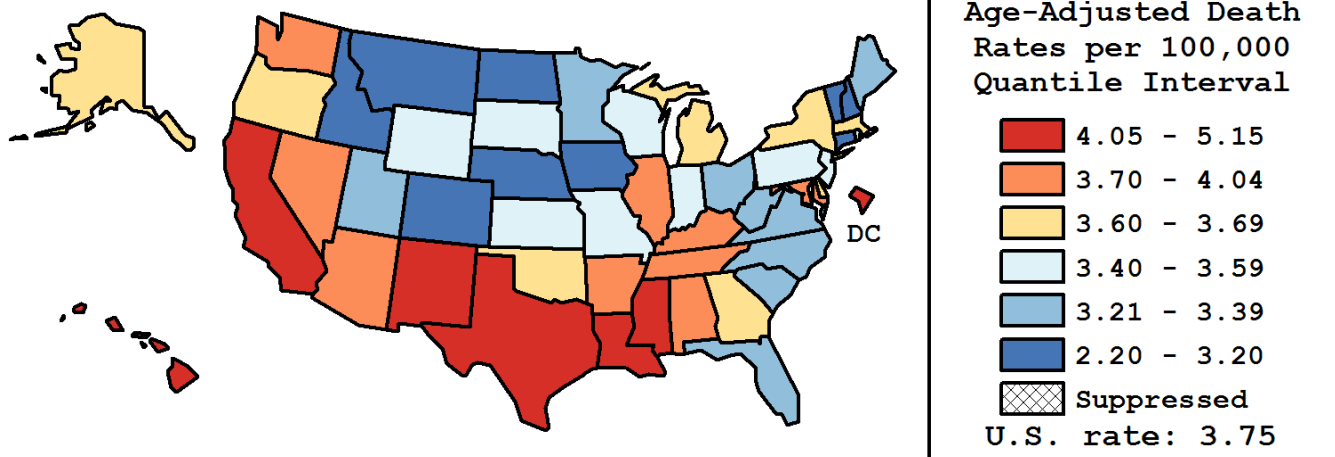 Age-Adjusted Death
Rates per 100,000
Quantile Interval
4.05 - 5.15
3.70 - 4.04
3.60 - 3.69
3.40 - 3.59
3.21 - 3.39
2.20 - 3.20
Suppressed
U.S. rate: 3.75
DC